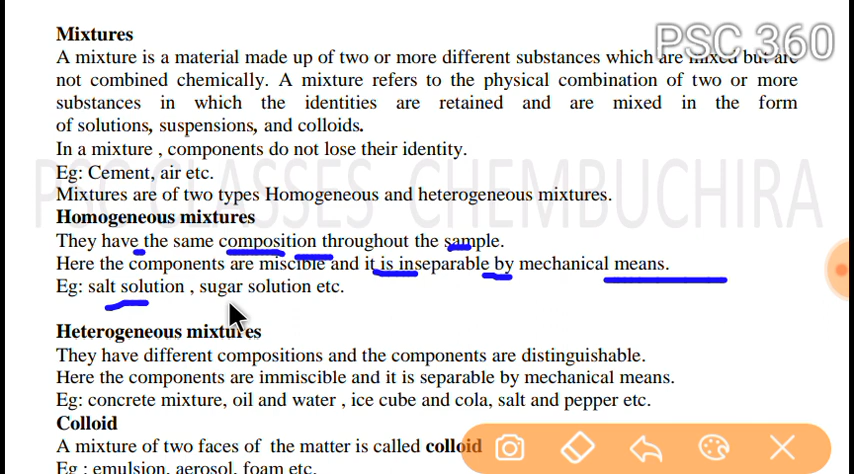 PSC 360
Mixtures
A mixture is a material made up of two or more different substances which are mixed but are
not combined chemically. A mixture refers to the physical combination of two or more
substances in which the identities are retained and are mixed in the form
of solutions, suspensions, and colloids.
In a mixture , components do not lose their identity.
Eg: Cement, air etc.
PSC CLASSES CHEMBUCHIRA
Mixtures are of two types Homogeneous and heterogeneous mixtures.
Homogeneous mixtures
They have the same composition throughout the sample.
Here the components are miscible and it is inseparable by mechanical means.
Eg: salt solution , sugar solution etc.
Heterogeneous mixtures
They have different compositions and the components are distinguishable.
Here the components are immiscible and it is separable by mechanical means.
Eg: concrete mixture, oil and water , ice cube and cola, salt and pepper etc.
Colloid
A mixture of two faces of the matter is called colloid
Eg : emulsion, aerosol, foam etc.